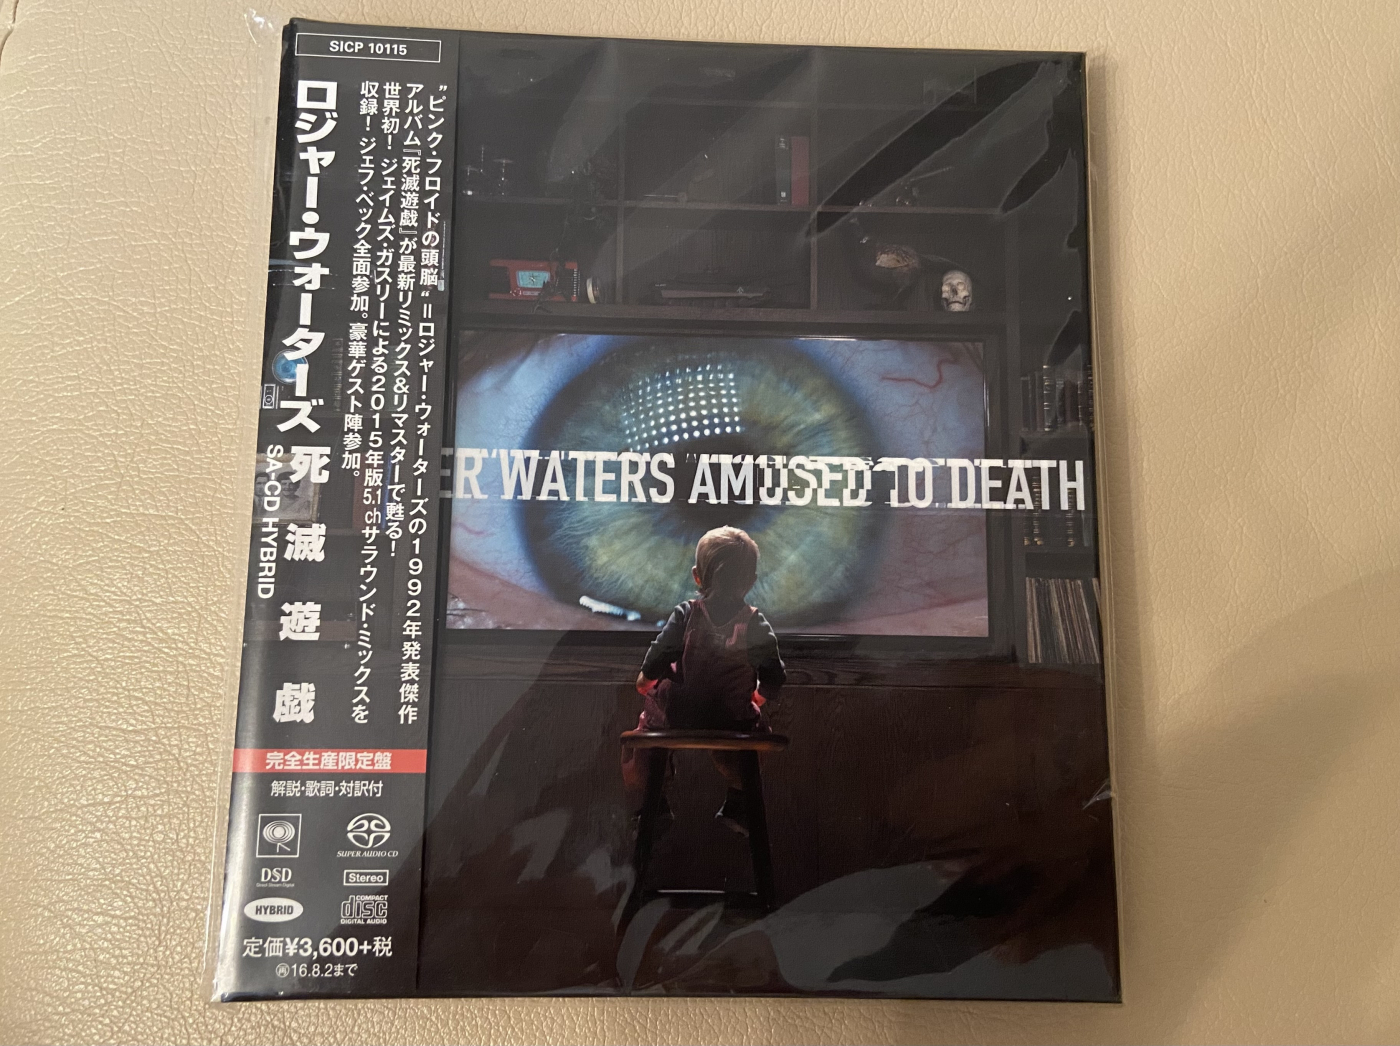 SICP 10115
”ピンク・フロイドの頭脳“＝ロジャー・ウォーターズの1992年発表傑作
アルバム『死滅遊戯』が最新リミックス&リマスターで甦る！
世界初！ジェイムズ・ガスリーによる2015年版5.1chサラウンド・ミックスを
収録！ジェフ・ベック全面参加。豪華ゲスト陣参加。
ロジャー・ウォーターズ 死滅遊戯
SA-CD HYBRID
完全生産限定盤
解説・歌詞・対訳付
SUPER AUDIO CD
DSD
Direct Stream Digital
Stereo
HYBRID
COMPACT
disc
DIGITAL AUDIO
定価¥3,600+税
㊢16.8.2まで
ER WATERS AMUSED TO DEATH